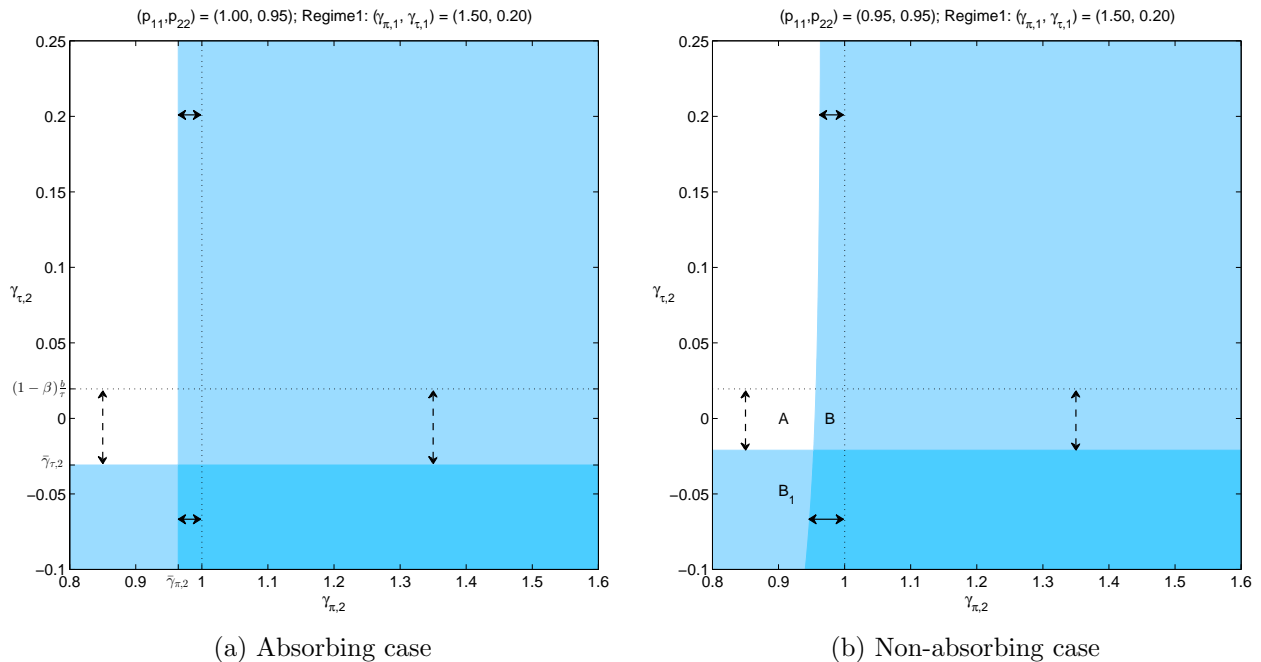 (p11,p22) = (1.00, 0.95); Regime1: (γπ,1, γτ,1) = (1.50, 0.20)
0.25
0.2
0.15
0.1
γτ,2
0.05
(1 − β)b/τ
0
γ̄τ,2
−0.05
−0.1
0.8 0.9 γ̄π,2 1 1.1 1.2 1.3 1.4 1.5 1.6
γπ,2
(a) Absorbing case
(p11,p22) = (0.95, 0.95); Regime1: (γπ,1, γτ,1) = (1.50, 0.20)
0.25
0.2
0.15
0.1
γτ,2
0.05
0
A B
−0.05
B1
−0.1
0.8 0.9 1 1.1 1.2 1.3 1.4 1.5 1.6
γπ,2
(b) Non-absorbing case